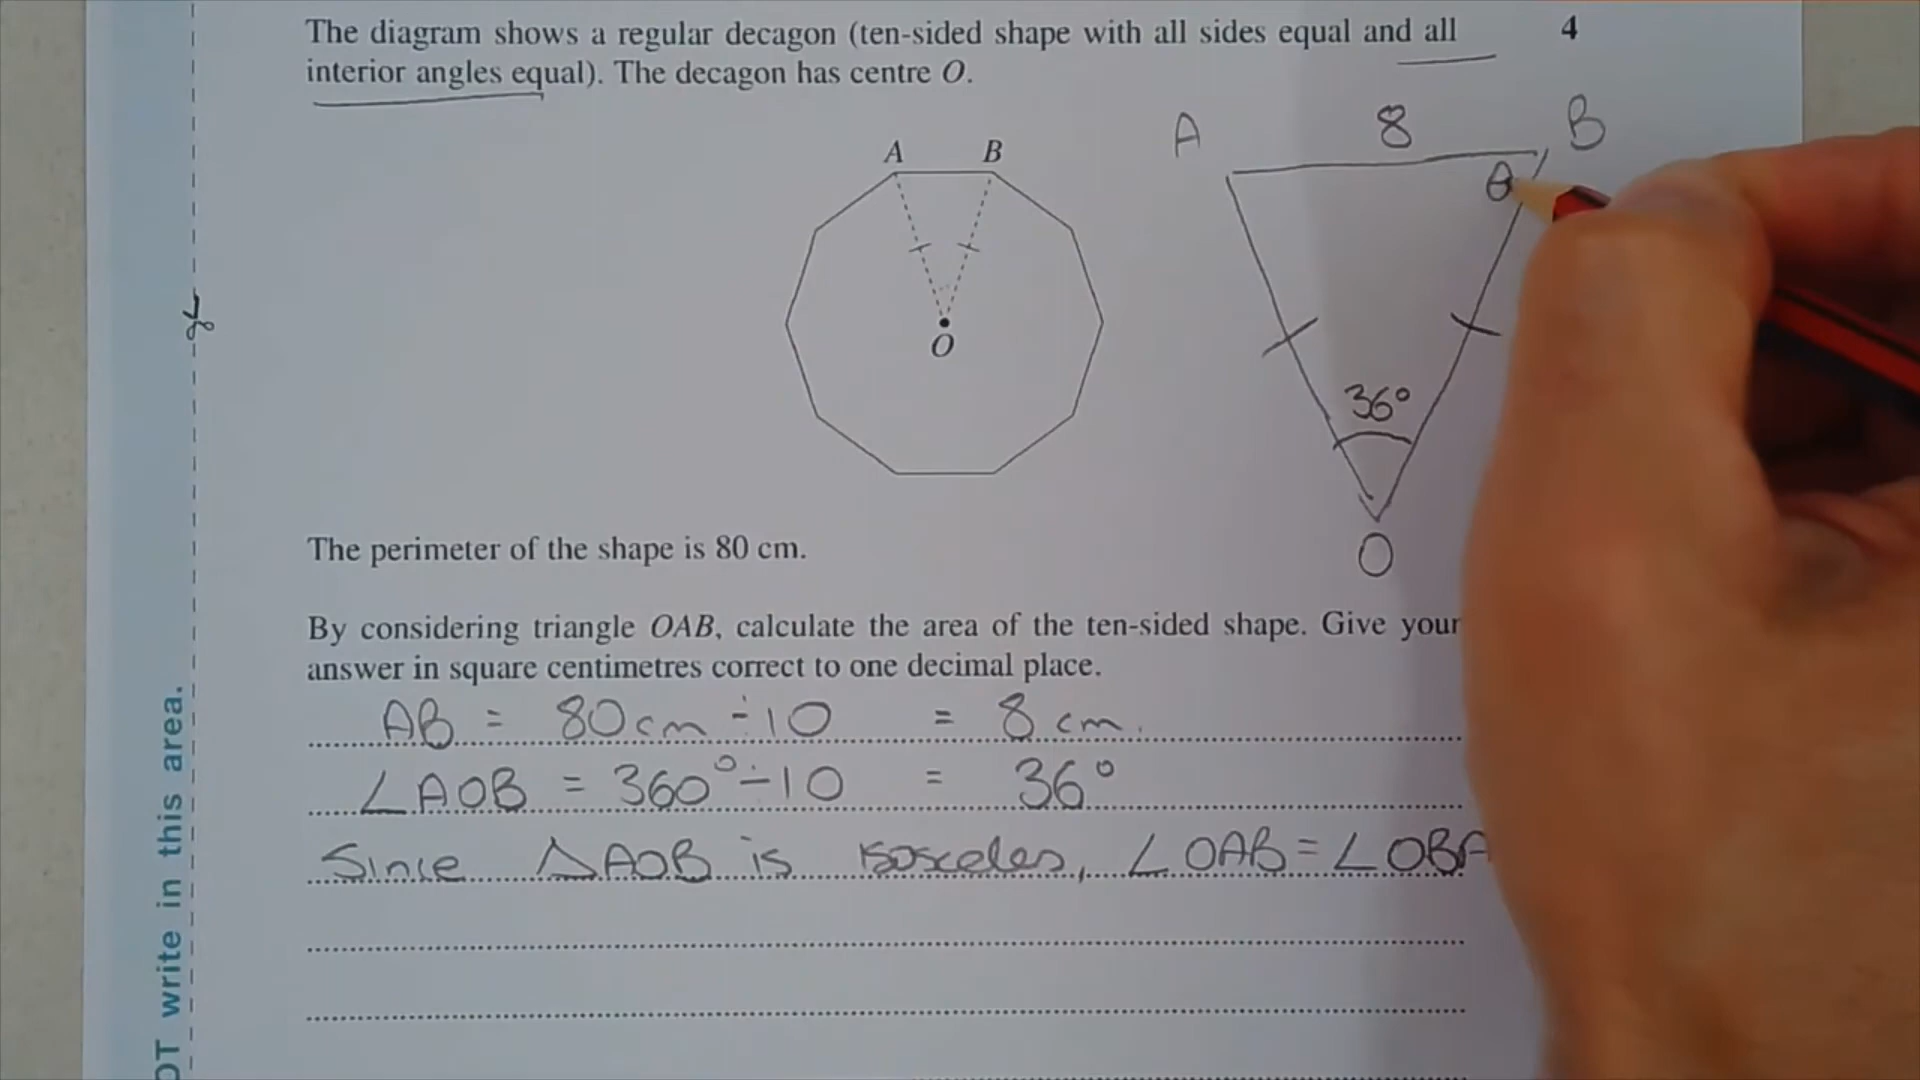 The diagram shows a regular decagon (ten-sided shape with all sides equal and all
4
interior angles equal). The decagon has centre O.
A
B
O
A
8
B
θ
36°
O
The perimeter of the shape is 80 cm.
By considering triangle OAB, calculate the area of the ten-sided shape. Give your
answer in square centimetres correct to one decimal place.
AB = 80cm ÷ 10 = 8 cm.
∠AOB = 360° ÷ 10 = 36°
Since △AOB is isosceles, ∠OAB = ∠OBA
write in this area.